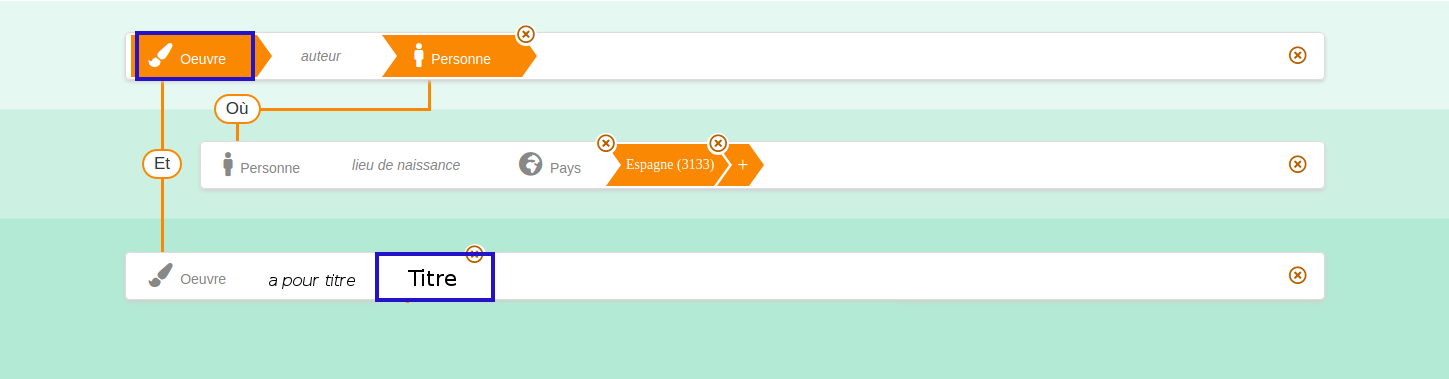 Oeuvre auteur Personne
Où
Et
Personne lieu de naissance Pays Espagne (3133) +
Oeuvre a pour titre Titre